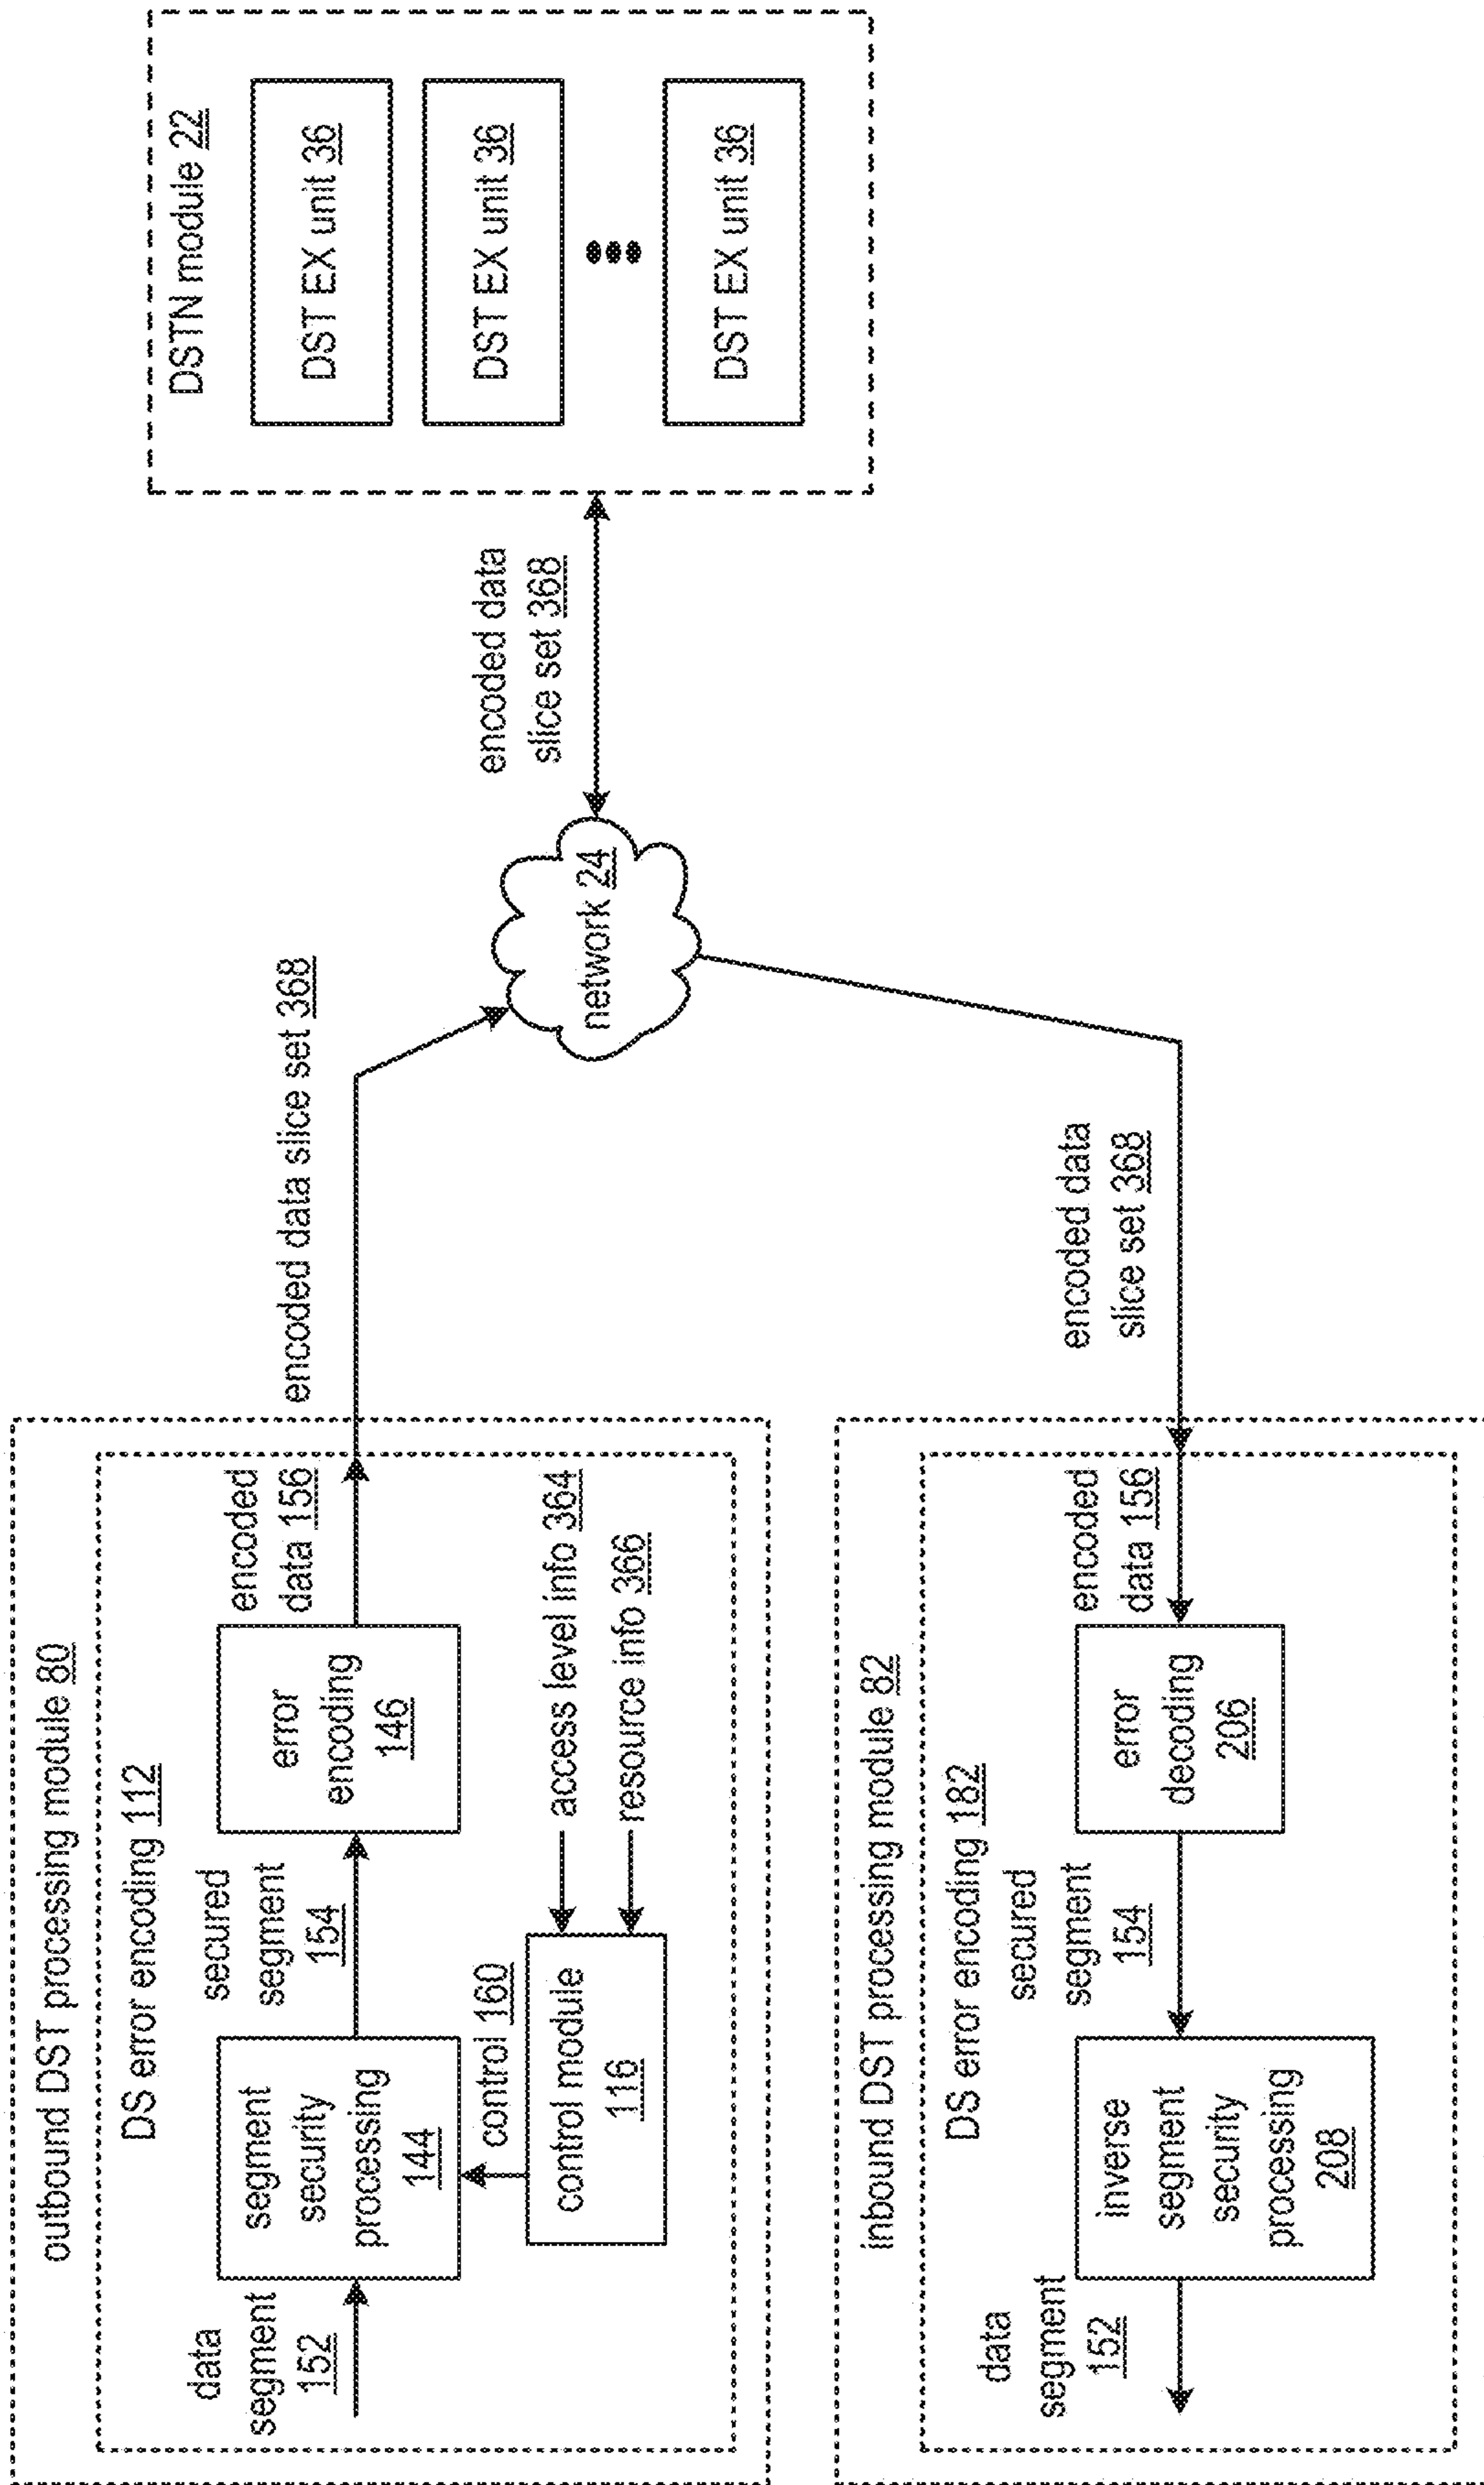 outbound DST processing module 80
DS error encoding 112
data
segment
152
segment
security
processing
144
secured
segment
154
error
encoding
146
encoded
data 156
control 160
control module
116
access level info 364
resource info 366
encoded data slice set 368
network 24
encoded data
slice set 368
DSTN module 22
DST EX unit 36
DST EX unit 36
DST EX unit 36
inbound DST processing module 82
DS error encoding 182
data
segment
152
inverse
segment
security
processing
208
secured
segment
154
error
decoding
206
encoded
data 156
encoded data
slice set 368